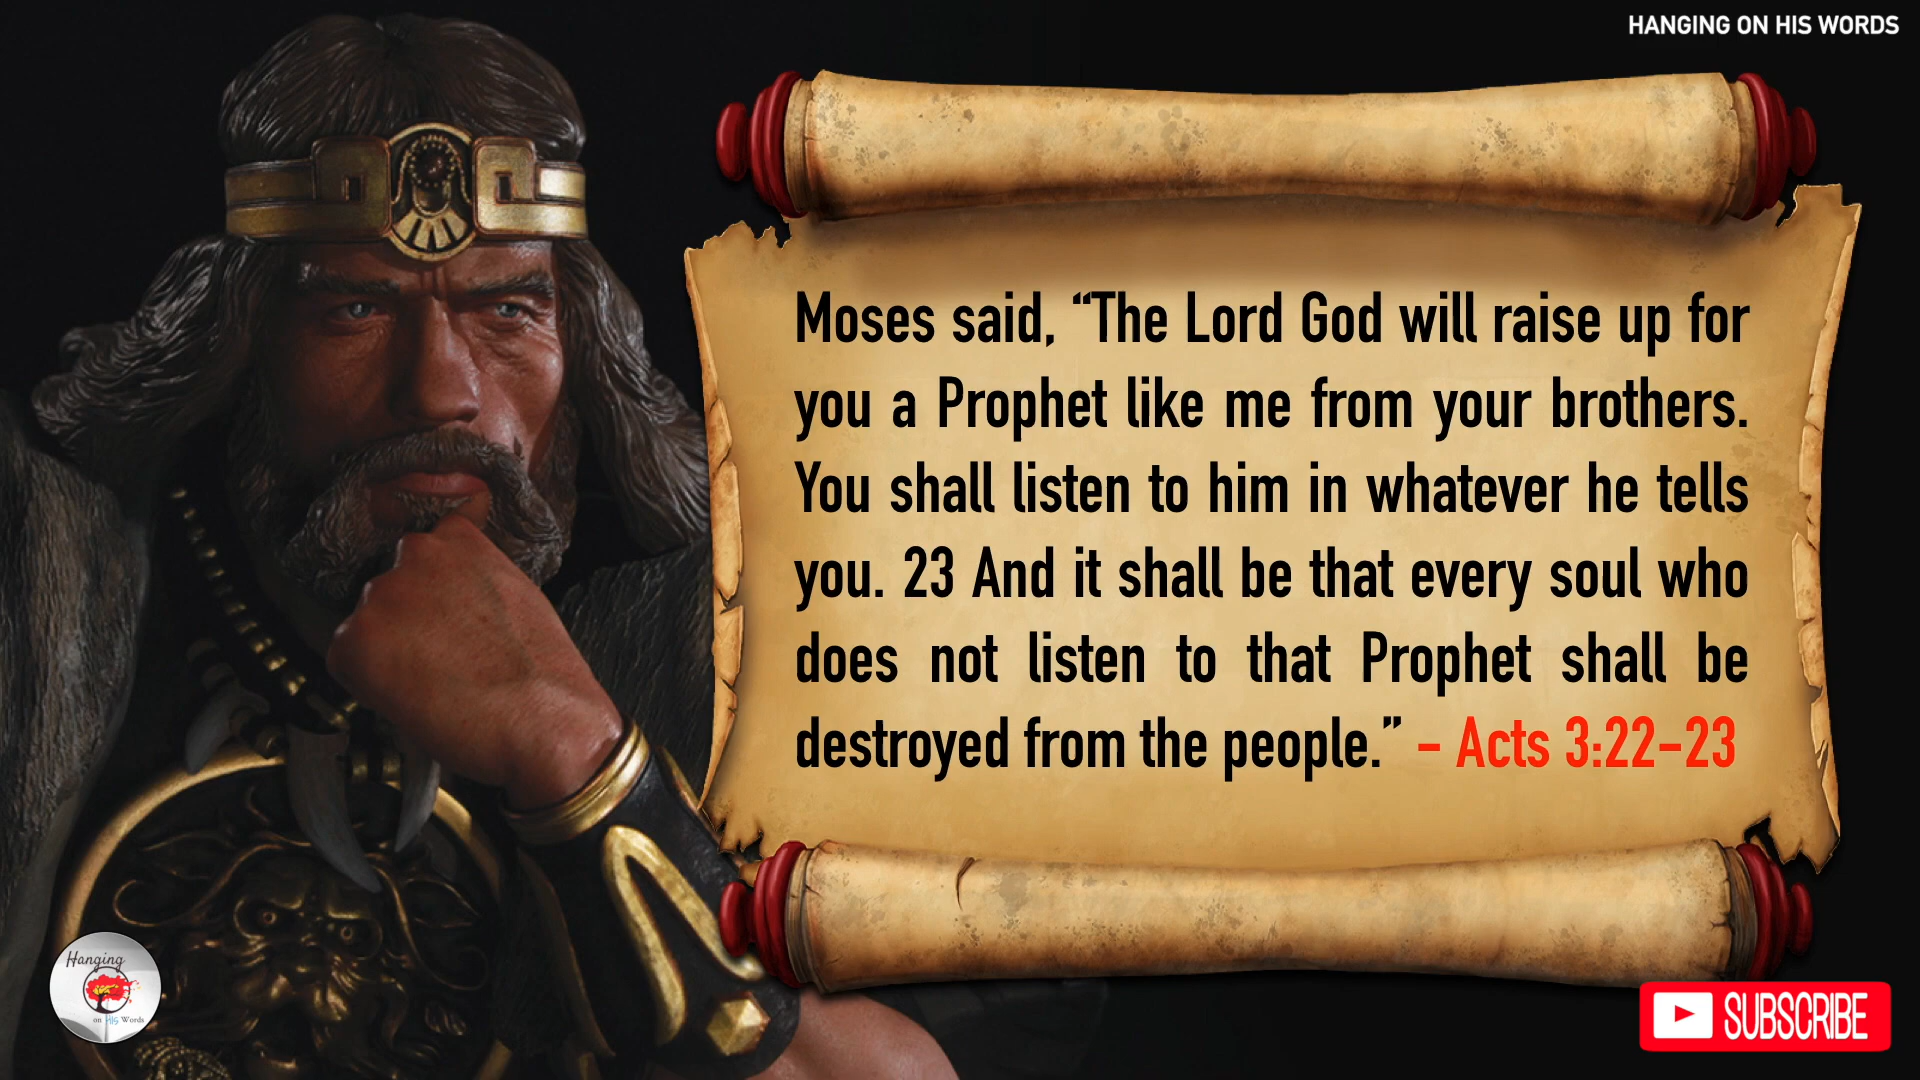 HANGING ON HIS WORDS
Moses said, “The Lord God will raise up for
you a Prophet like me from your brothers.
You shall listen to him in whatever he tells
you. 23 And it shall be that every soul who
does not listen to that Prophet shall be
destroyed from the people.” – Acts 3:22–23
Hanging
on HIS Words
SUBSCRIBE